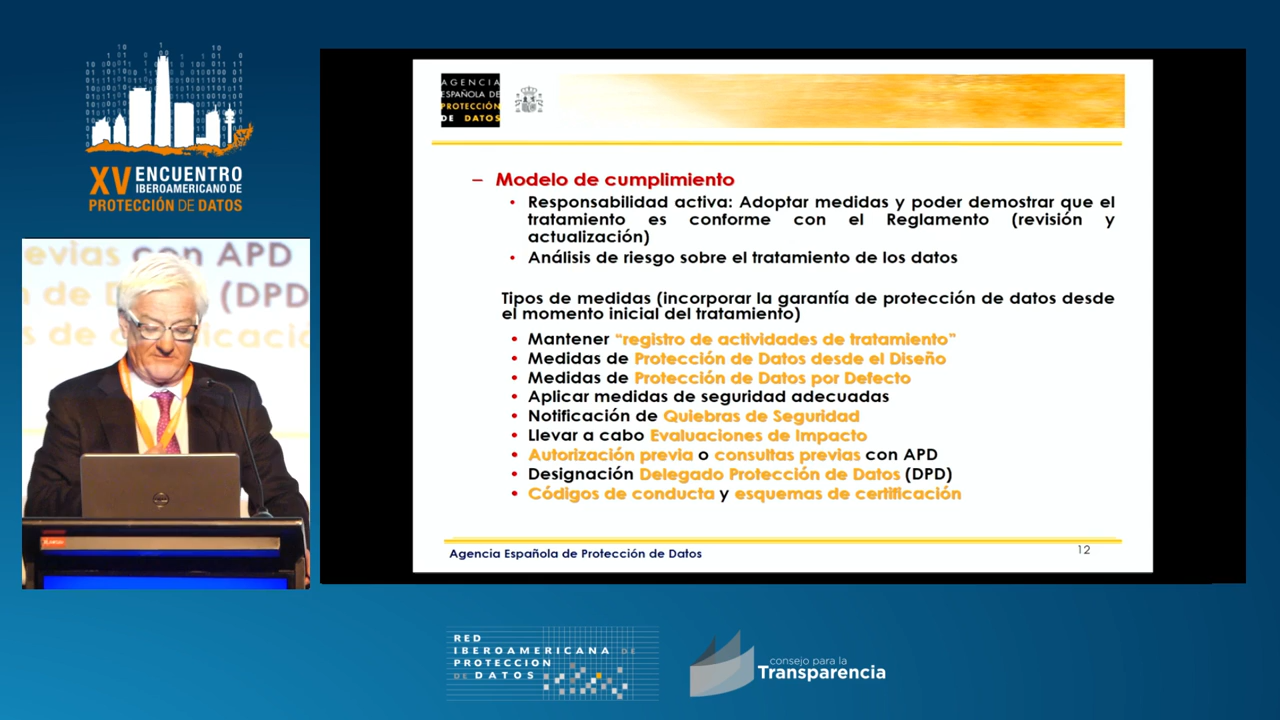 XV ENCUENTRO
IBEROAMERICANO DE
PROTECCIÓN DE DATOS
evias con APD
n de D (DPD
s de
AGENCIA
ESPAÑOLA DE
PROTECCIÓN
DE DATOS
– Modelo de cumplimiento
• Responsabilidad activa: Adoptar medidas y poder demostrar que el
tratamiento es conforme con el Reglamento (revisión y
actualización)
• Análisis de riesgo sobre el tratamiento de los datos
Tipos de medidas (incorporar la garantía de protección de datos desde
el momento inicial del tratamiento)
• Mantener “registro de actividades de tratamiento”
• Medidas de Protección de Datos desde el Diseño
• Medidas de Protección de Datos por Defecto
• Aplicar medidas de seguridad adecuadas
• Notificación de Quiebras de Seguridad
• Llevar a cabo Evaluaciones de Impacto
• Autorización previa o consultas previas con APD
• Designación Delegado Protección de Datos (DPD)
• Códigos de conducta y esquemas de certificación
Agencia Española de Protección de Datos
12
RED
IBEROAMERICANA DE
PROTECCION
DE DATOS
consejo para la
Transparencia